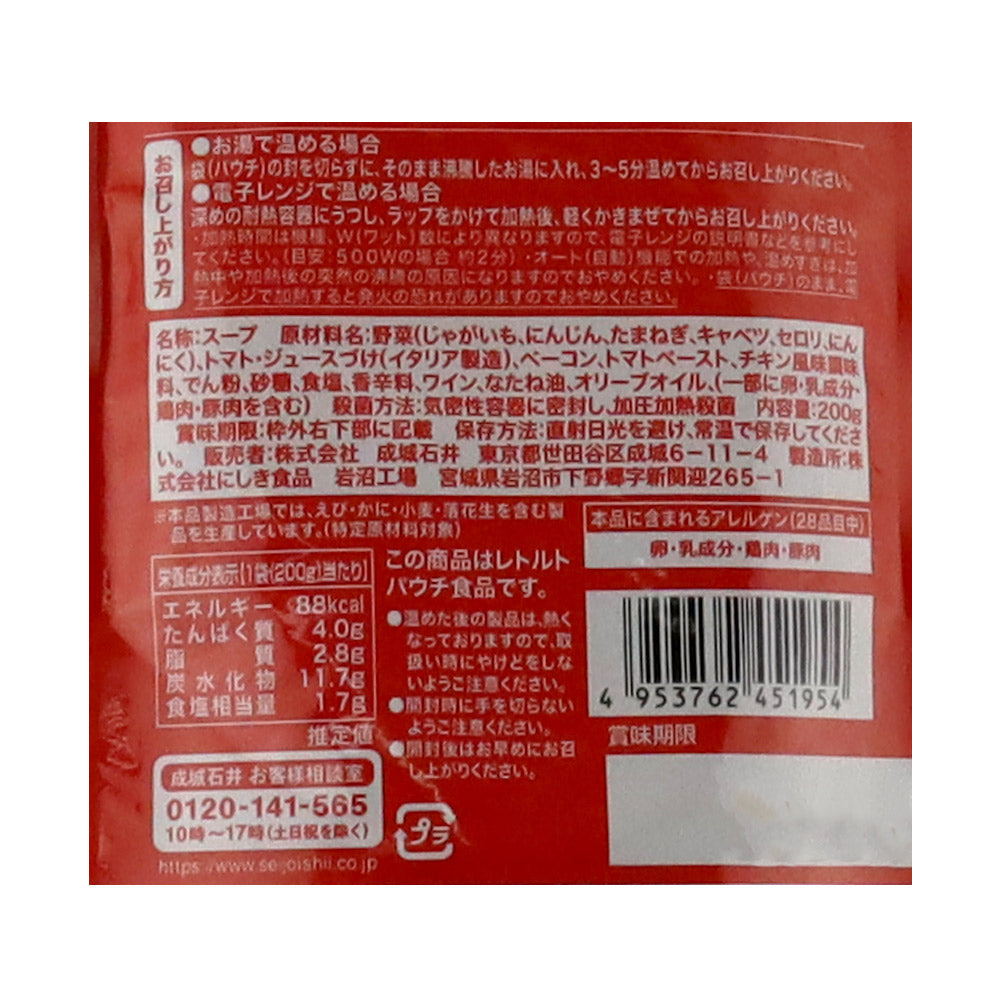 お召し上がり方
●お湯で温める場合
袋(パウチ)の封を切らずに、そのまま沸騰したお湯に入れ、3〜5分温めてからお召し上がりください。
●電子レンジで温める場合
深めの耐熱容器にうつし、ラップをかけて加熱後、軽くかきまぜてからお召し上がりください。
・加熱時間は機種、W(ワット)数により異なりますので、電子レンジの説明書などを参考にし
てください。(目安:500Wの場合 約2分)・オート(自動)機能での加熱や、温めすぎは、加
熱中や加熱後の突然の沸騰の原因になりますのでおやめください。・袋(パウチ)のまま、電
子レンジで加熱すると発火の恐れがありますのでおやめください。
名称:スープ 原材料名:野菜(じゃがいも、にんじん、たまねぎ、キャベツ、セロリ、にん
にく)、トマト・ジュースづけ(イタリア製造)、ベーコン、トマトペースト、チキン風味調味
料、でん粉、砂糖、食塩、香辛料、ワイン、なたね油、オリーブオイル、(一部に卵・乳成分・
鶏肉・豚肉を含む) 殺菌方法:気密性容器に密封し、加圧加熱殺菌 内容量:200g
賞味期限:枠外右下部に記載 保存方法:直射日光を避け、常温で保存してくださ
い。 販売者:株式会社 成城石井 東京都世田谷区成城6-11-4 製造所:株
式会社にしき食品 岩沼工場 宮城県岩沼市下野郷字新関迎265-1
※本品製造工場では、えび・かに・小麦・落花生を含む製
品を生産しています。(特定原材料対象)
本品に含まれるアレルゲン(28品目中)
卵・乳成分・鶏肉・豚肉
栄養成分表示[1袋(200g)当たり]
エネルギー 88kcal
たんぱく質 4.0g
脂質 2.8g
炭水化物 11.7g
食塩相当量 1.7g
推定値
この商品はレトルト
パウチ食品です。
●温めた後の製品は、熱く
なっておりますので、取
扱い時にやけどをしな
いようご注意ください。
●開封時に手を切らない
ようご注意ください。
●開封後はお早めにお召
し上がりください。
4 953762 451954
賞味期限
成城石井 お客様相談室
0120-141-565
10時〜17時(土日祝を除く)
https://www.seijoishii.co.jp
プラ